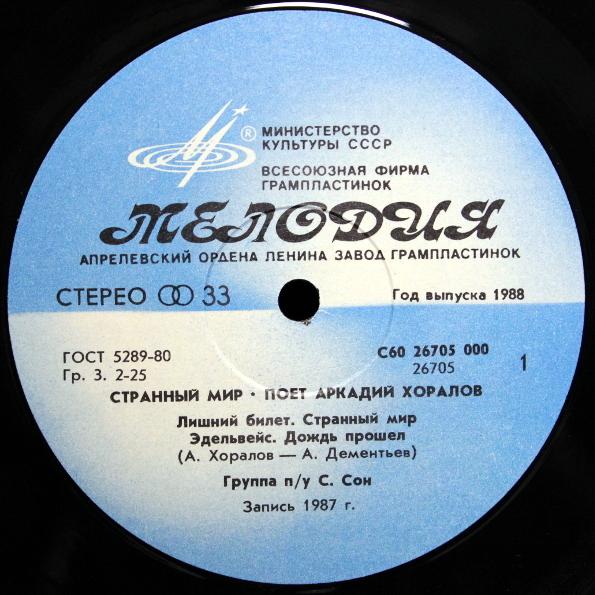 ® МИНИСТЕРСТВО
КУЛЬТУРЫ СССР
ВСЕСОЮЗНАЯ ФИРМА
ГРАМПЛАСТИНОК
МЕЛОДИЯ
АПРЕЛЕВСКИЙ ОРДЕНА ЛЕНИНА ЗАВОД ГРАМПЛАСТИНОК
СТЕРЕО 33
Год выпуска 1988
ГОСТ 5289-80
Гр. 3. 2-25
С60 26705 000
26705
1
СТРАННЫЙ МИР · ПОЕТ АРКАДИЙ ХОРАЛОВ
Лишний билет. Странный мир
Эдельвейс. Дождь прошел
(А. Хоралов — А. Дементьев)
Группа п/у С. Сон
Запись 1987 г.